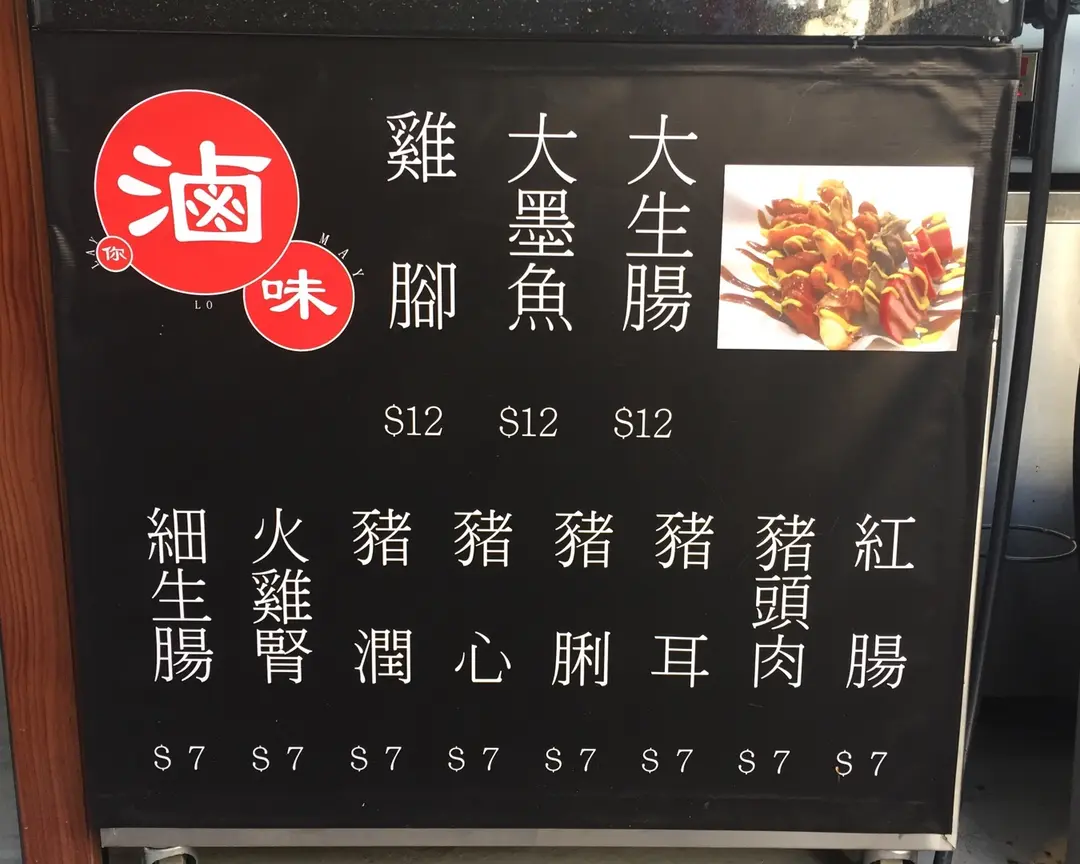 滷味
你
LAY
LO
MAY
雞腳
大墨魚
大生腸
$12 $12 $12
細生腸
火雞腎
豬潤
豬心
豬脷
豬耳
豬頭肉
紅腸
$7 $7 $7 $7 $7 $7 $7 $7